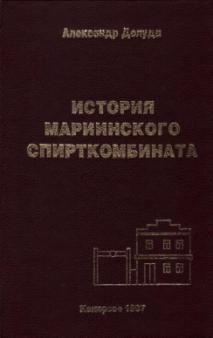 Александр Долуда
ИСТОРИЯ
МАРИИНСКОГО
СПИРТКОМБИНАТА
Кемерово 1997